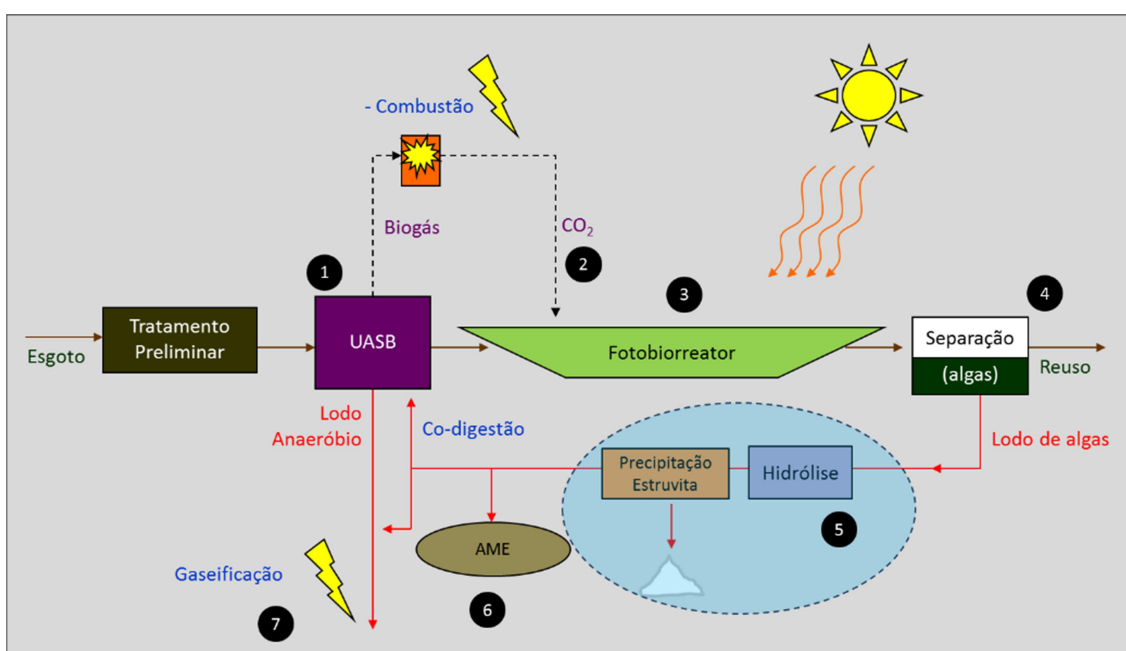 - Combustão
Biogás
CO₂
1
2
3
4
Esgoto
Tratamento
Preliminar
UASB
Fotobiorreator
Separação
(algas)
Reuso
Lodo
Anaeróbio
Co-digestão
Precipitação
Estruvita
Hidrólise
Lodo de algas
5
AME
6
Gaseificação
7